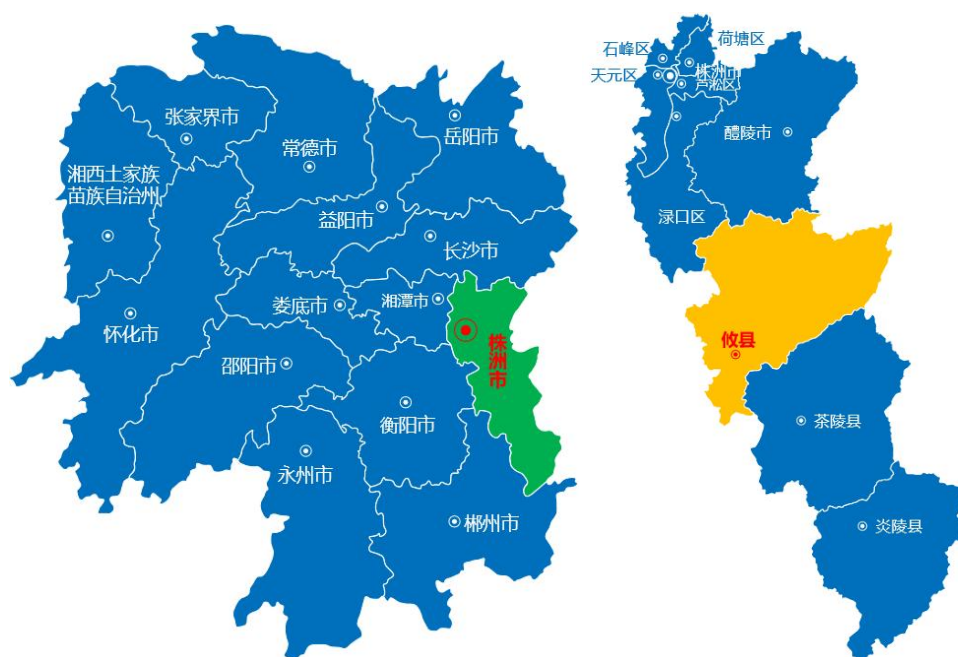 张家界市
常德市
岳阳市
湘西土家族
苗族自治州
益阳市
长沙市
娄底市
湘潭市
怀化市
株洲市
邵阳市
衡阳市
永州市
郴州市
荷塘区
石峰区
株洲市
天元区
芦淞区
醴陵市
渌口区
攸县
茶陵县
炎陵县